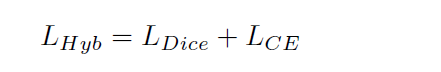 L_{Hyb} = L_{Dice} + L_{CE}